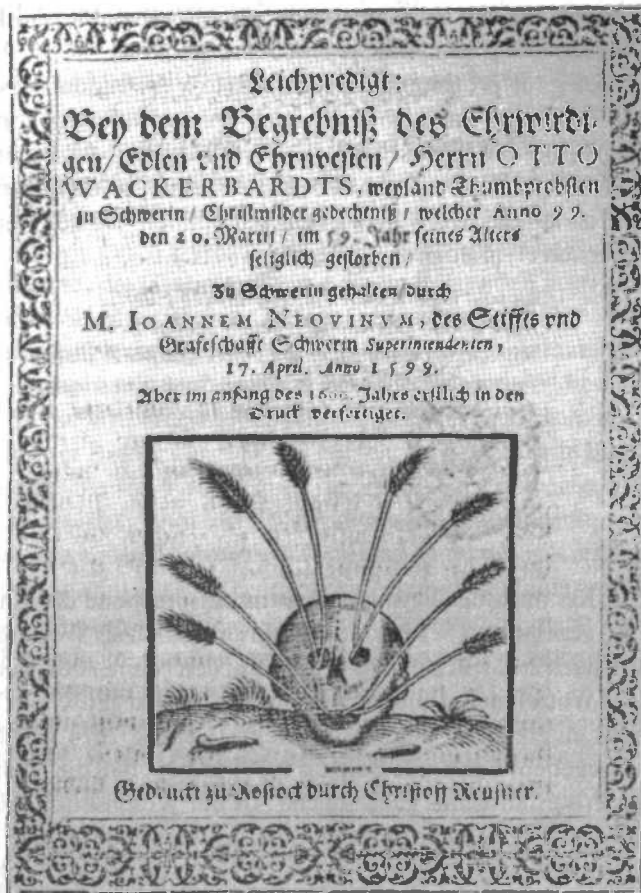 Leichpredigt:
Bey dem Begrebniß des Ehrwirdi-
gen/ Edlen vnd Ehrnvesten/ Herrn OTTO
WACKERBARDTS, weyland Thumbprobsten
zu Schwerin/ Christmilder gedechtniß/ welcher Anno 99.
den 20. Martii/ im 59. Jahr seines Alters
seliglich gestorben/
Zu Schwerin gehalten/ durch
M. IOANNEM NEOVINVM, des Stiffts vnd
Graffeschafft Schwerin Superintendenten,
17. April. Anno 1599.
Aber im anfang des Jahrs erstlich in den
Druck verfertiget.
Gedruckt zu Rostock durch Christoff Reusner.